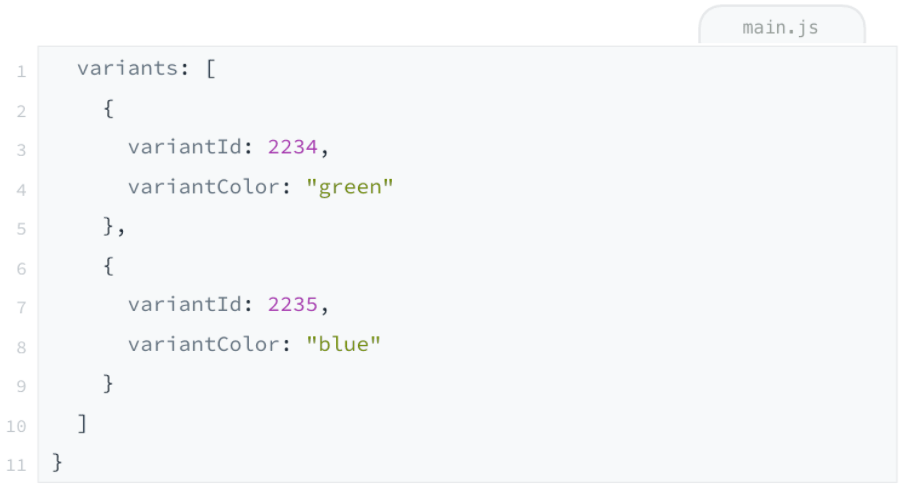 main.js
1 variants: [
2 {
3 variantId: 2234,
4 variantColor: "green"
5 },
6 {
7 variantId: 2235,
8 variantColor: "blue"
9 }
10 ]
11 }